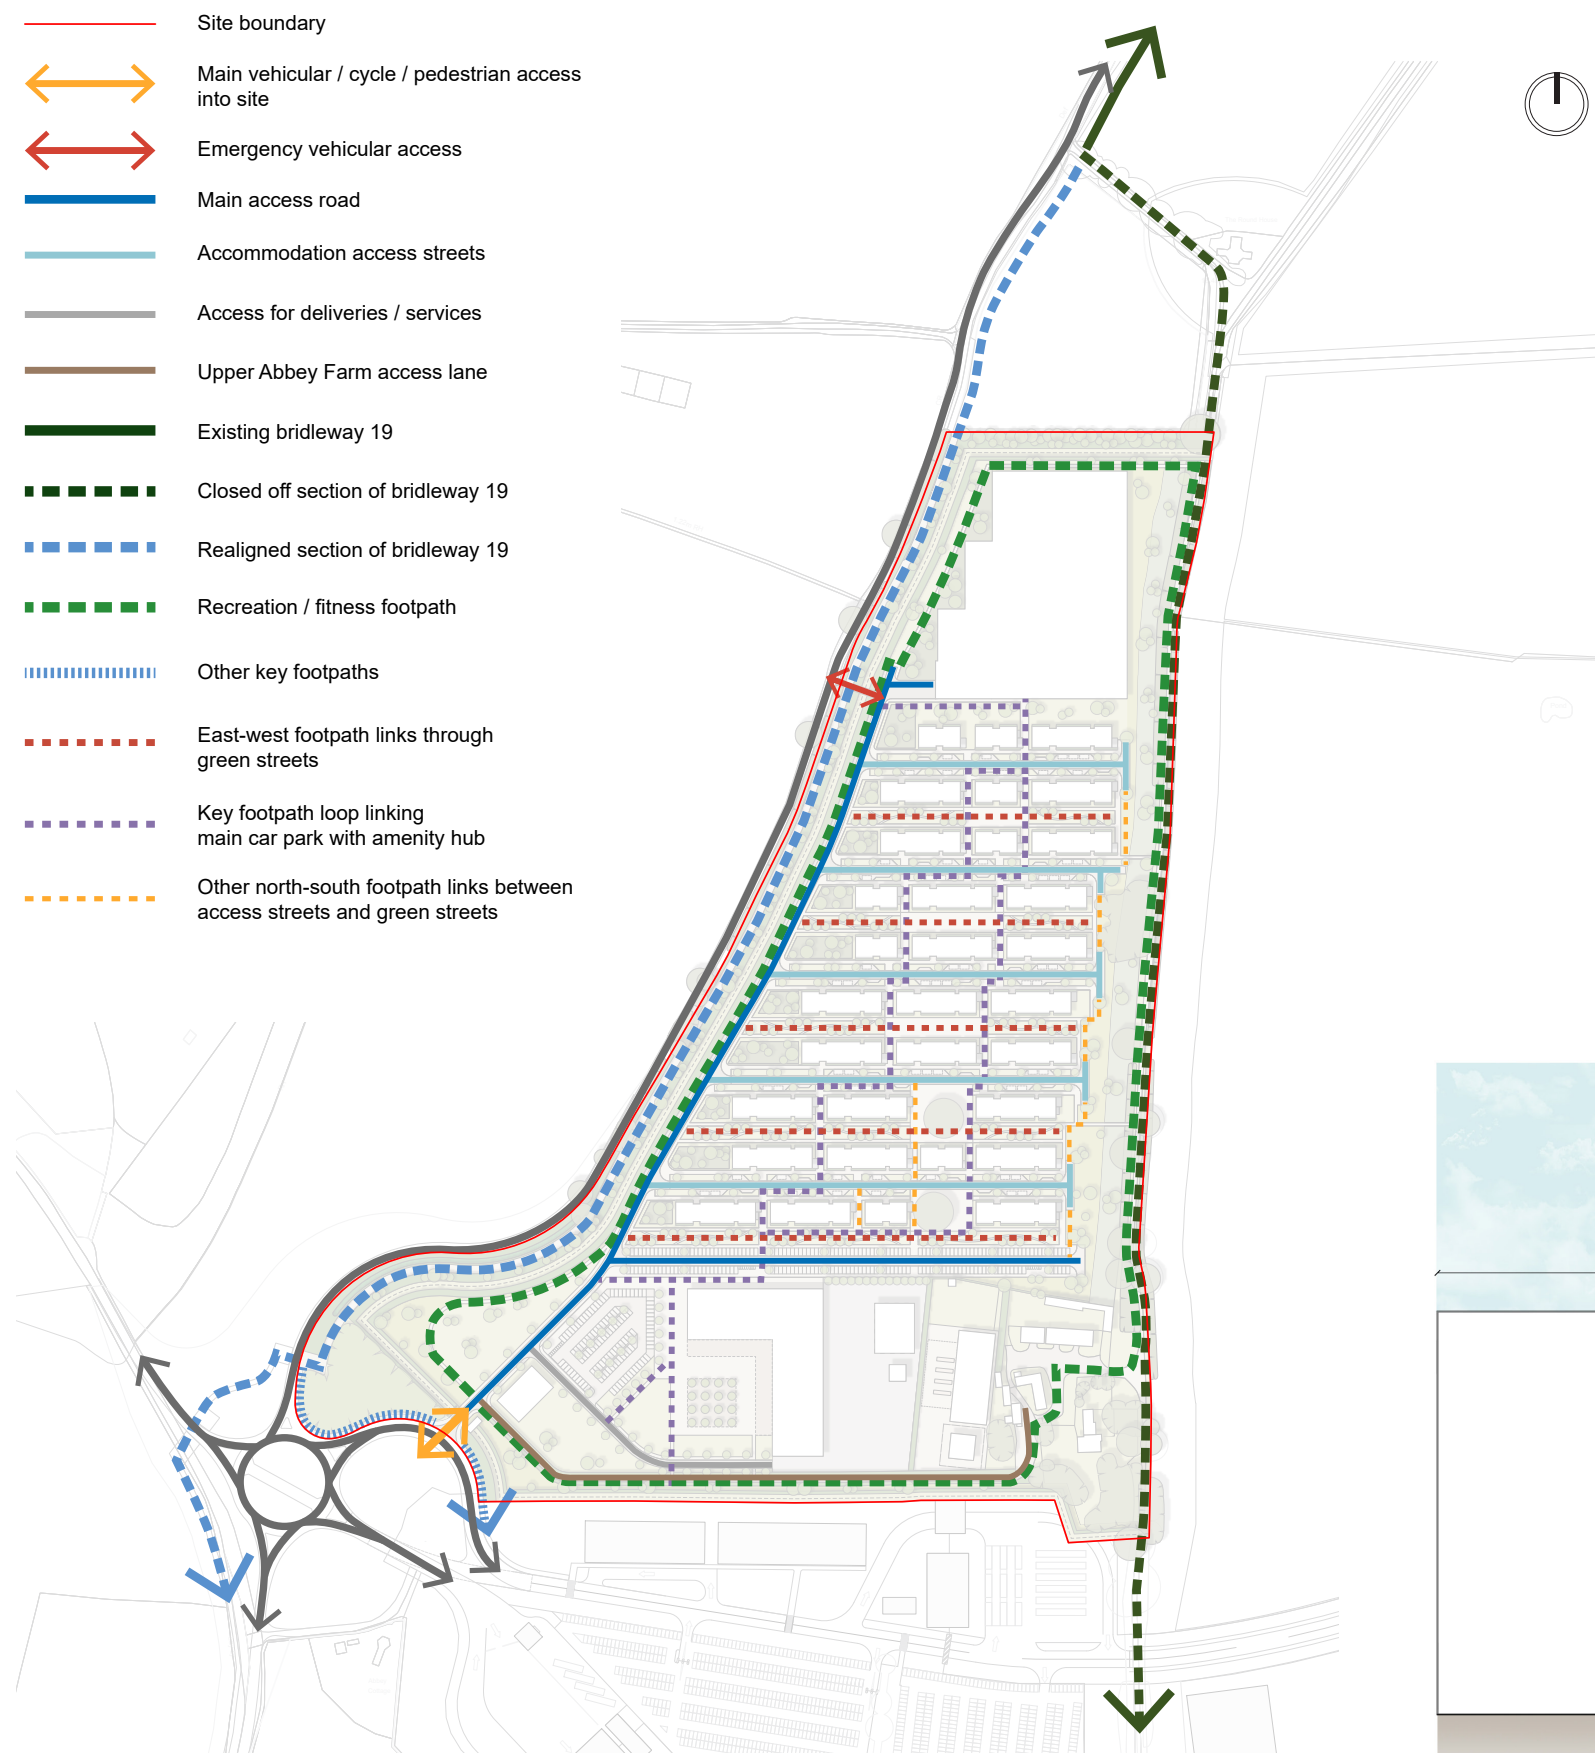 Site boundary
Main vehicular / cycle / pedestrian access
into site
Emergency vehicular access
Main access road
Accommodation access streets
Access for deliveries / services
Upper Abbey Farm access lane
Existing bridleway 19
Closed off section of bridleway 19
Realigned section of bridleway 19
Recreation / fitness footpath
Other key footpaths
East-west footpath links through
green streets
Key footpath loop linking
main car park with amenity hub
Other north-south footpath links between
access streets and green streets